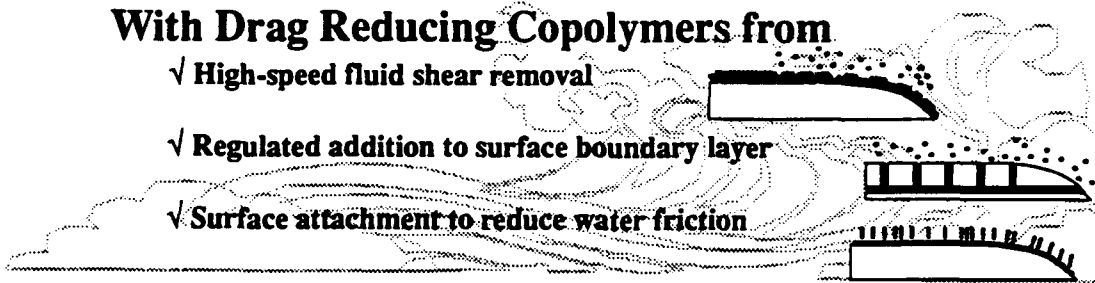 With Drag Reducing Copolymers from
√ High-speed fluid shear removal
√ Regulated addition to surface boundary layer
√ Surface attachment to reduce water friction